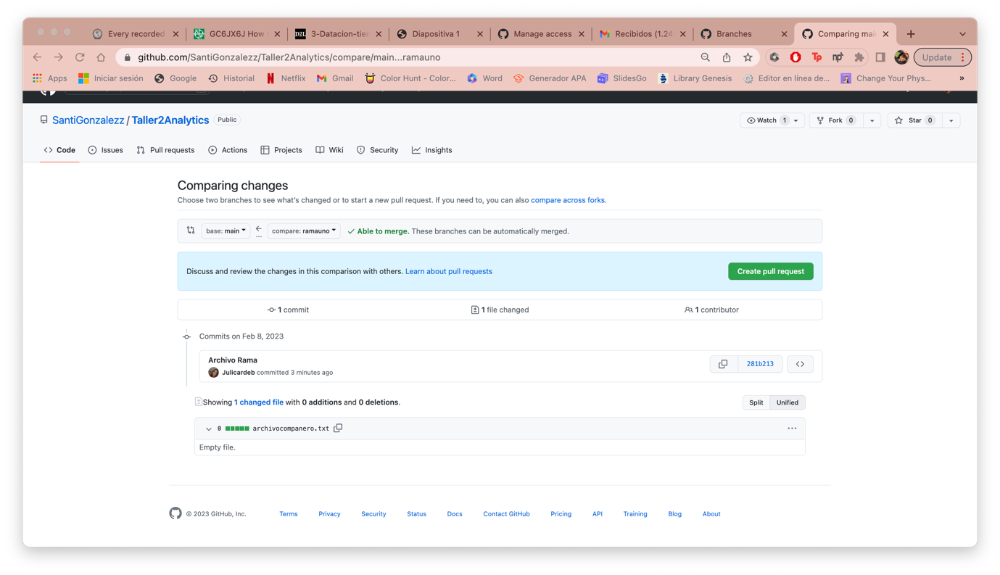 Every recorded
GC6JX6J How
3-Datacion-tier
Diapositiva 1
Manage access
Recibidos (1.24
Branches
Comparing main
github.com/SantiGonzalezz/Taller2Analytics/compare/main...ramauno
Update
Apps
Iniciar sesión
Google
Historial
Netflix
Gmail
Color Hunt - Color...
Word
Generador APA
SlidesGo
Library Genesis
Editor en línea de...
Change Your Phys...
»
SantiGonzalezz / Taller2Analytics Public
Watch 1
Fork 0
Star 0
Code
Issues
Pull requests
Actions
Projects
Wiki
Security
Insights
Comparing changes
Choose two branches to see what's changed or to start a new pull request. If you need to, you can also compare across forks.
base: main
...
compare: ramauno
Able to merge. These branches can be automatically merged.
Discuss and review the changes in this comparison with others. Learn about pull requests
Create pull request
1 commit
1 file changed
1 contributor
Commits on Feb 8, 2023
Archivo Rama
Julicardeb committed 3 minutes ago
281b213
Showing 1 changed file with 0 additions and 0 deletions.
Split
Unified
0 archivocompanero.txt
Empty file.
© 2023 GitHub, Inc.
Terms
Privacy
Security
Status
Docs
Contact GitHub
Pricing
API
Training
Blog
About